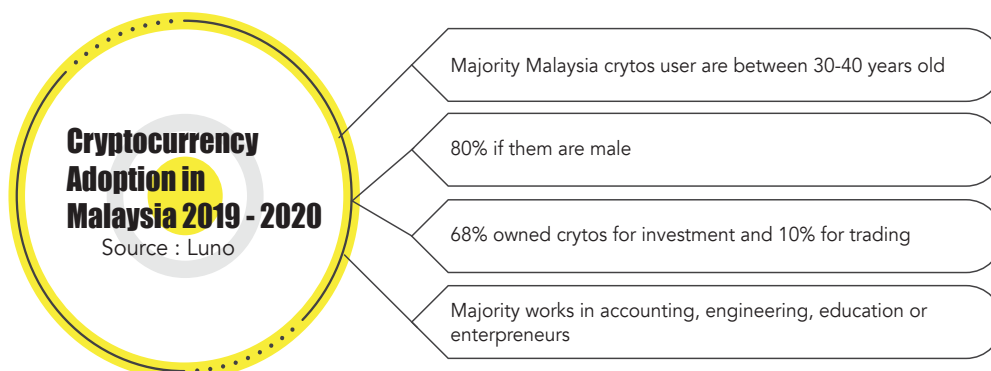 Cryptocurrency
Adoption in
Malaysia 2019 - 2020
Source : Luno
Majority Malaysia crytos user are between 30-40 years old
80% if them are male
68% owned crytos for investment and 10% for trading
Majority works in accounting, engineering, education or
enterpreneurs